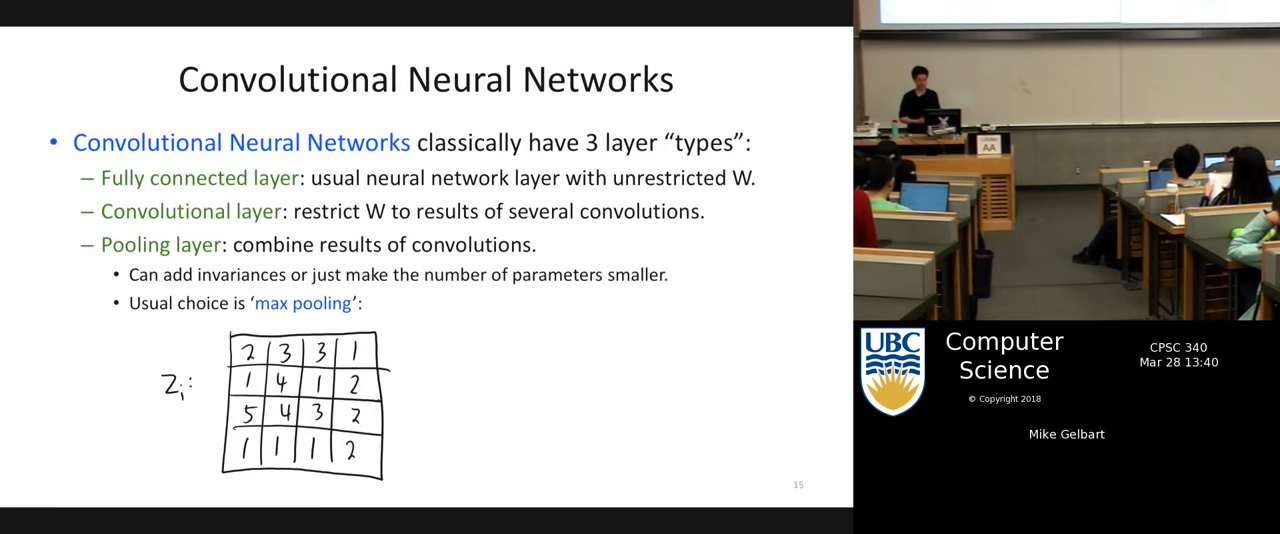 Convolutional Neural Networks
• Convolutional Neural Networks classically have 3 layer “types”:
– Fully connected layer: usual neural network layer with unrestricted W.
– Convolutional layer: restrict W to results of several convolutions.
– Pooling layer: combine results of convolutions.
• Can add invariances or just make the number of parameters smaller.
• Usual choice is ‘max pooling’:
Zi:
2 3 3 1
1 4 1 2
5 4 3 2
1 1 1 2
15
AA
UBC
Computer
Science
© Copyright 2018
CPSC 340
Mar 28 13:40
Mike Gelbart